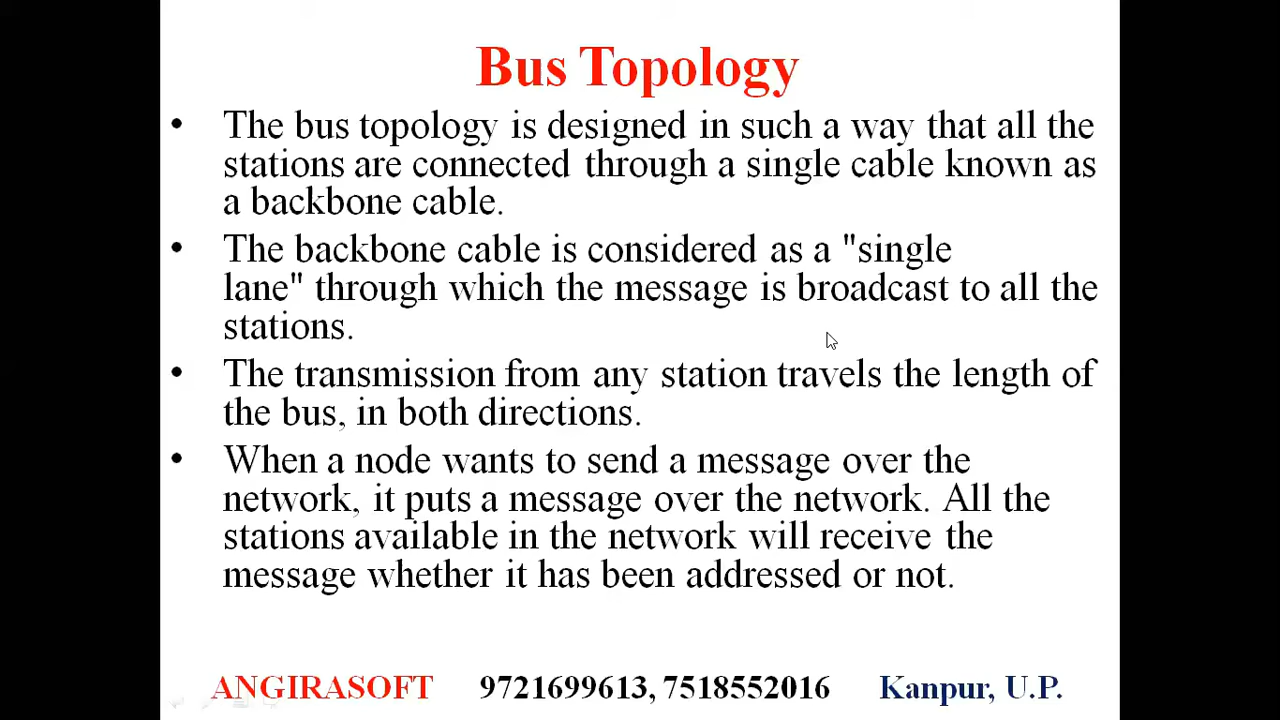 Bus Topology
• The bus topology is designed in such a way that all the
stations are connected through a single cable known as
a backbone cable.
• The backbone cable is considered as a "single
lane" through which the message is broadcast to all the
stations.
• The transmission from any station travels the length of
the bus, in both directions.
• When a node wants to send a message over the
network, it puts a message over the network. All the
stations available in the network will receive the
message whether it has been addressed or not.
ANGIRASOFT 9721699613, 7518552016 Kanpur, U.P.